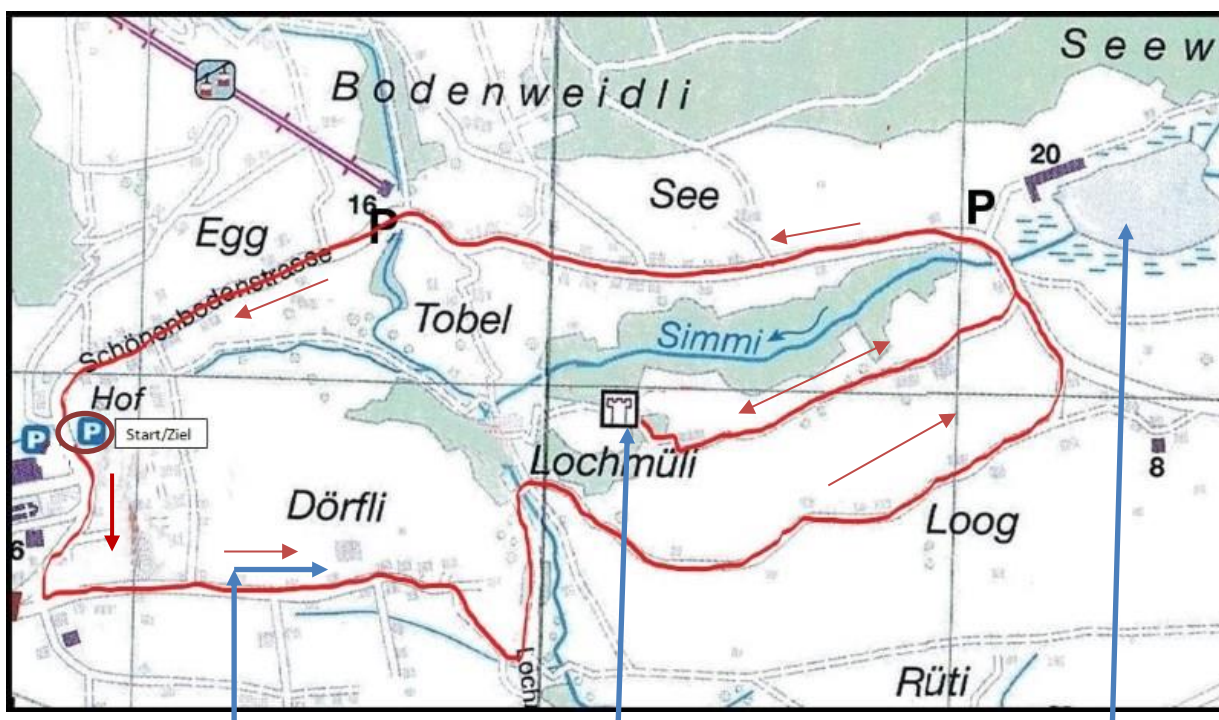 Seew
Bodenweidli
20
See
P
16
P
Egg
Schönenbodenstrasse
Tobel
Simmi
Hof
P
P
Start/Ziel
Lochmüli
8
Dörfli
Loog
6
Loch
Rüti